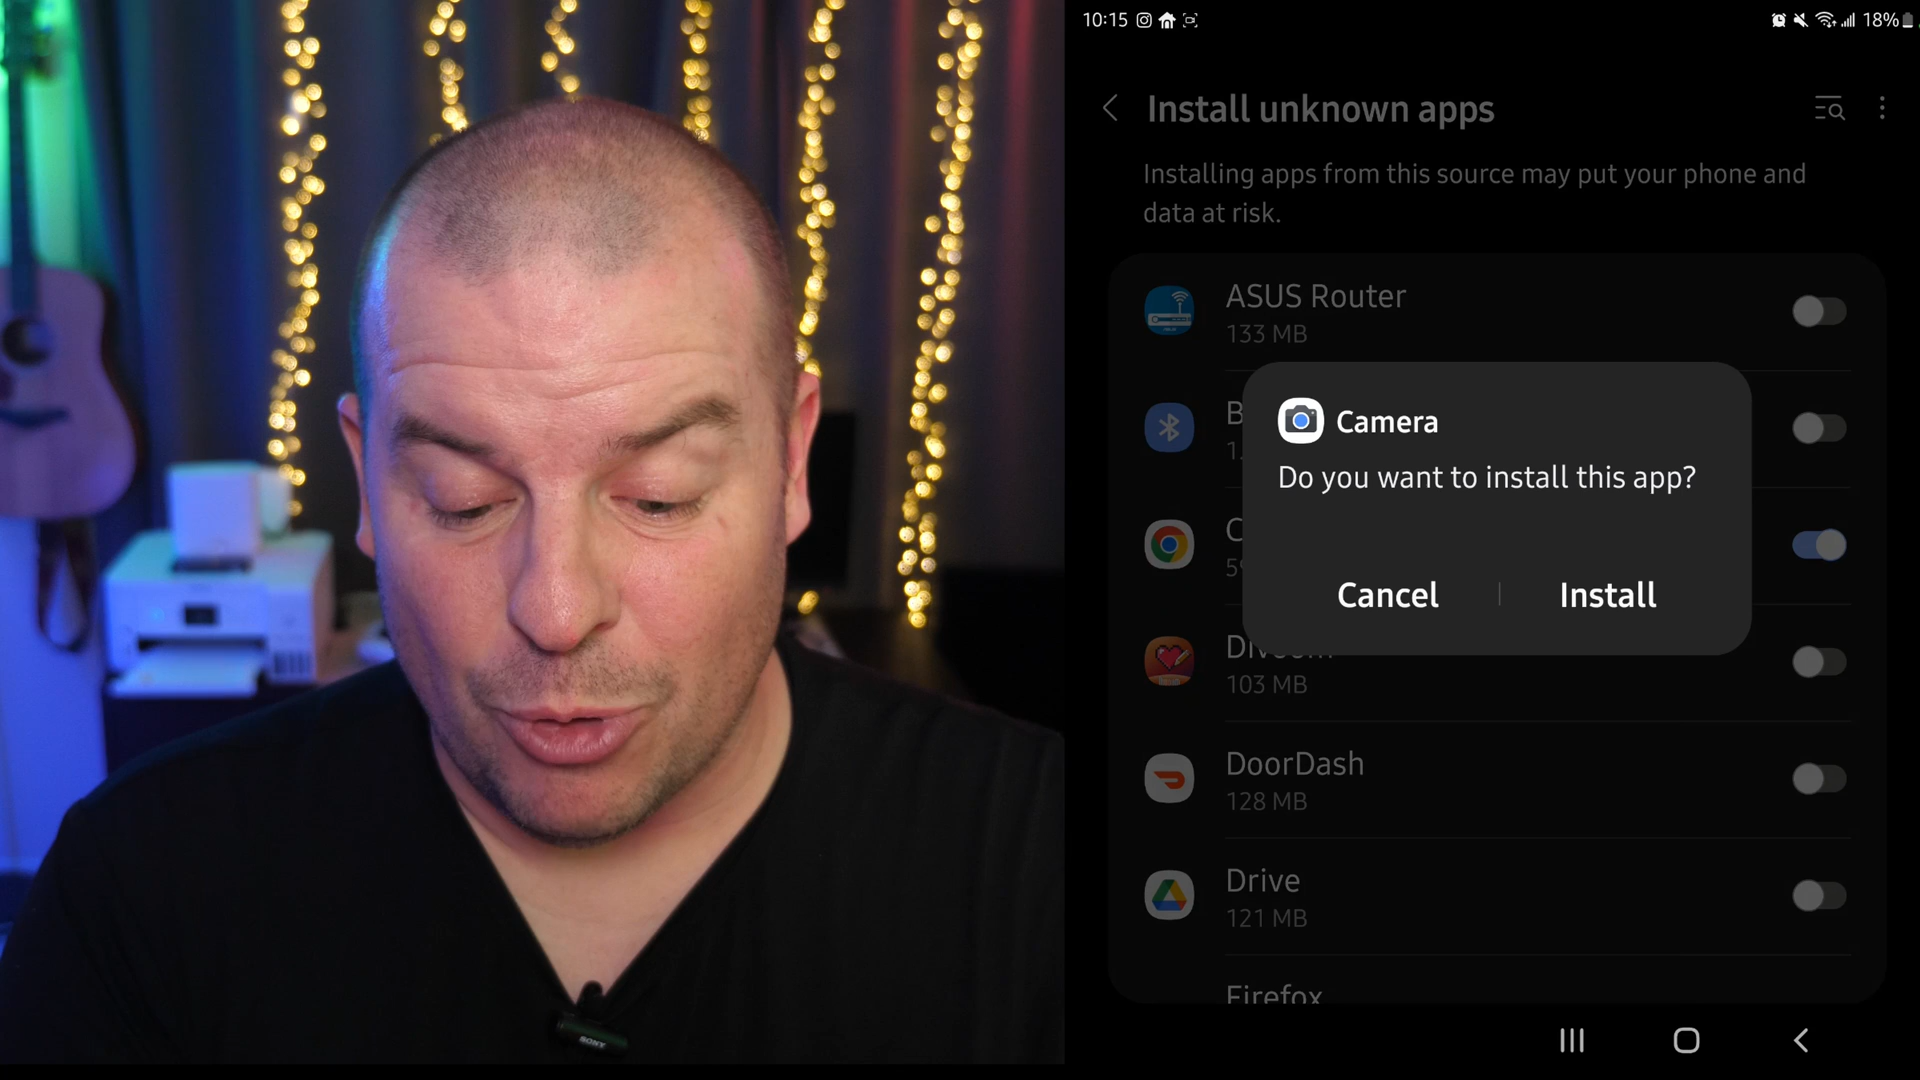 10:15
18%
Install unknown apps
Installing apps from this source may put your phone and
data at risk.
ASUS Router
133 MB
B
1.
Camera
Do you want to install this app?
C
Cancel
Install
103 MB
DoorDash
128 MB
Drive
121 MB
Firefox
SONY